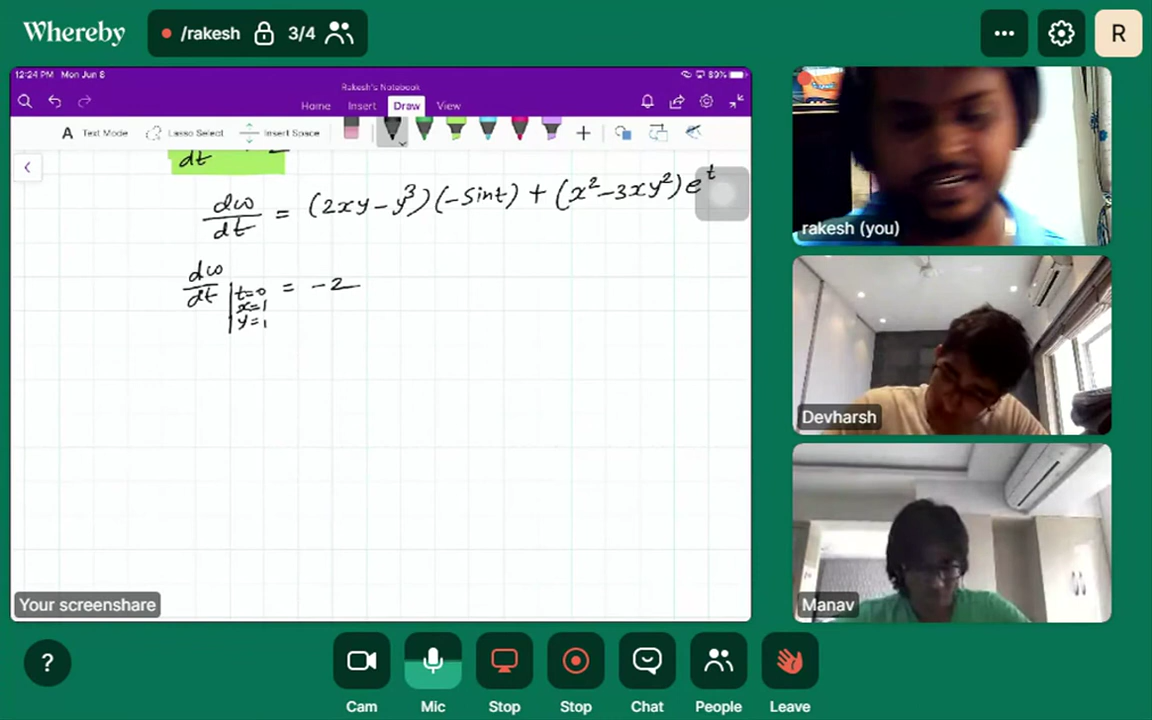 Whereby
/rakesh 3/4
R
12:24 PM Mon Jun 8
89%
Rakesh's Notebook
Home Insert Draw View
A Text Mode Lasso Select Insert Space
dt
dω/dt = (2xy - y³)(-sint) + (x² - 3xy²) eᵗ
dω/dt | t=0 = -2
x=1
y=1
Your screenshare
rakesh (you)
Devharsh
Manav
?
Cam Mic Stop Stop Chat People Leave